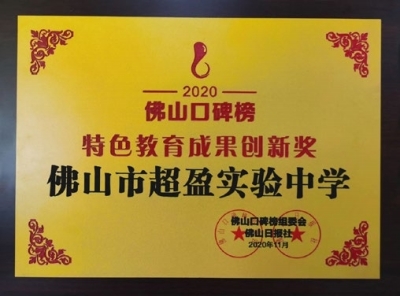 2020
佛山口碑榜
特色教育成果创新奖
佛山市超盈实验中学
佛山口碑榜组委会
佛山日报社
2020年11月